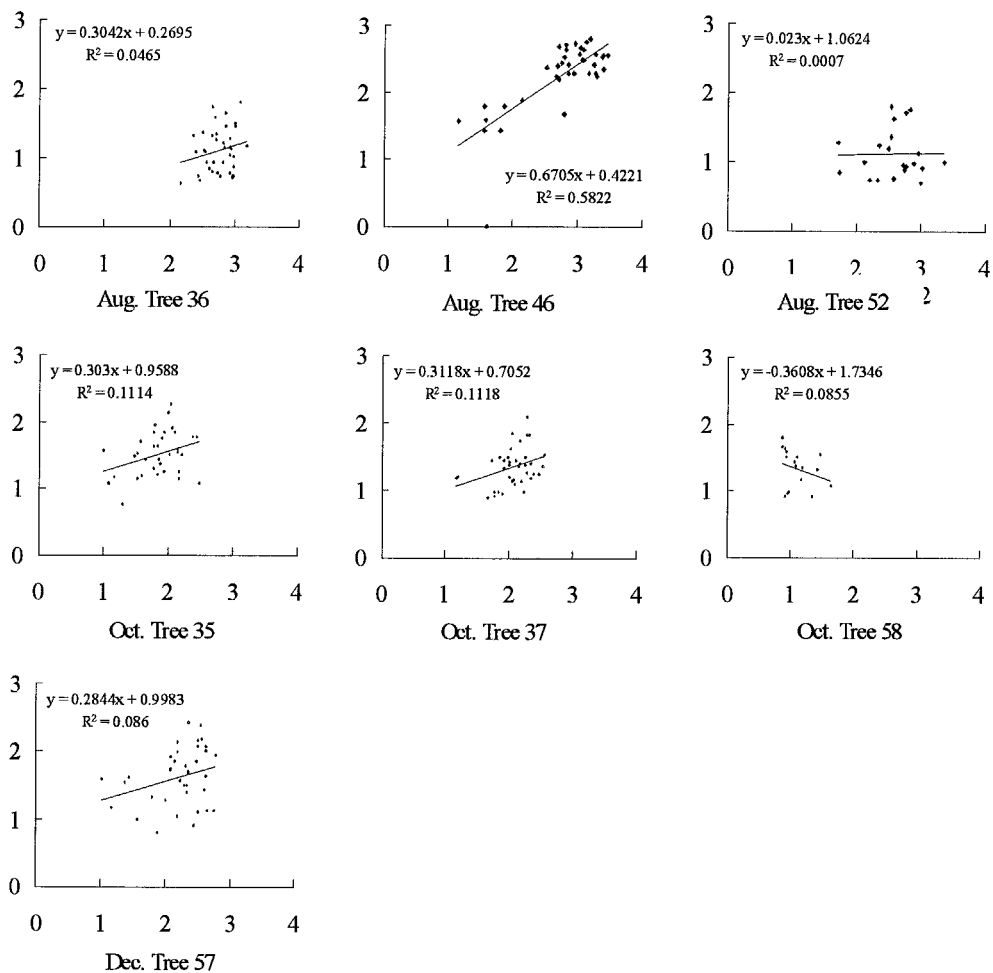 3
y = 0.3042x + 0.2695
R² = 0.0465
2
1
0
0 1 2 3 4
Aug. Tree 36
3
2
1
y = 0.6705x + 0.4221
R² = 0.5822
0
0 1 2 3 4
Aug. Tree 46
3
y = 0.023x + 1.0624
R² = 0.0007
2
1
0
0 1 2 3 4
Aug. Tree 52
2
3
y = 0.303x + 0.9588
R² = 0.1114
2
1
0
0 1 2 3 4
Oct. Tree 35
3
y = 0.3118x + 0.7052
R² = 0.1118
2
1
0
0 1 2 3 4
Oct. Tree 37
3
y = -0.3608x + 1.7346
R² = 0.0855
2
1
0
0 1 2 3 4
Oct. Tree 58
3
y = 0.2844x + 0.9983
R² = 0.086
2
1
0
0 1 2 3 4
Dec. Tree 57